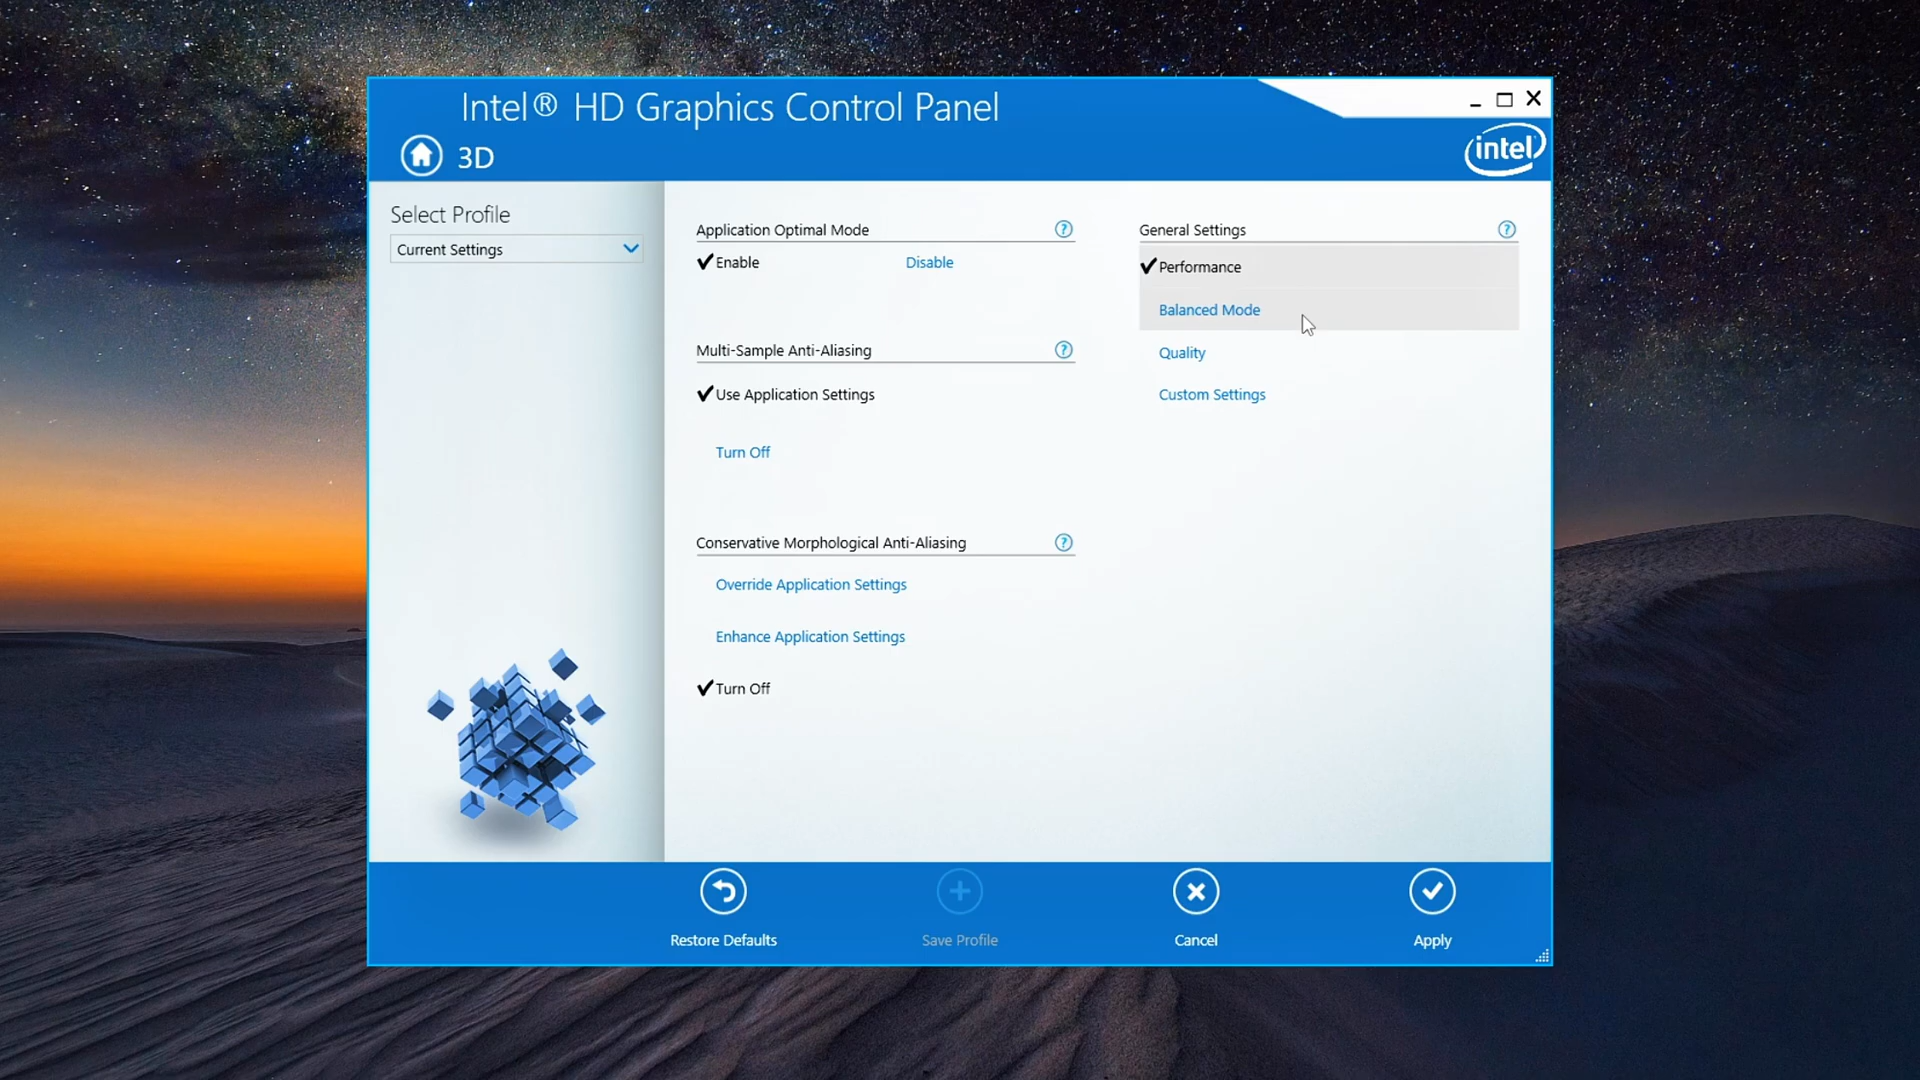 Intel® HD Graphics Control Panel
3D
intel
Select Profile
Current Settings
Application Optimal Mode ?
Enable Disable
Multi-Sample Anti-Aliasing ?
Use Application Settings
Turn Off
Conservative Morphological Anti-Aliasing ?
Override Application Settings
Enhance Application Settings
Turn Off
General Settings ?
Performance
Balanced Mode
Quality
Custom Settings
Restore Defaults
Save Profile
Cancel
Apply